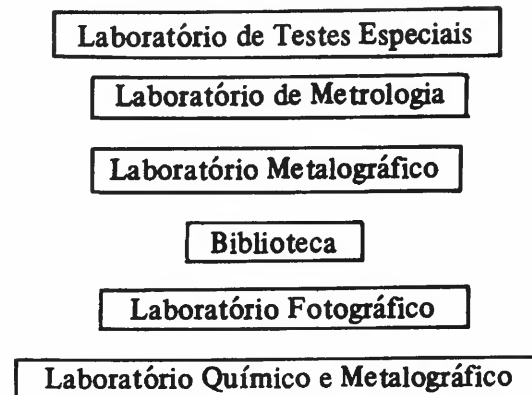 Laboratório de Testes Especiais
Laboratório de Metrologia
Laboratório Metalográfico
Biblioteca
Laboratório Fotográfico
Laboratório Químico e Metalográfico